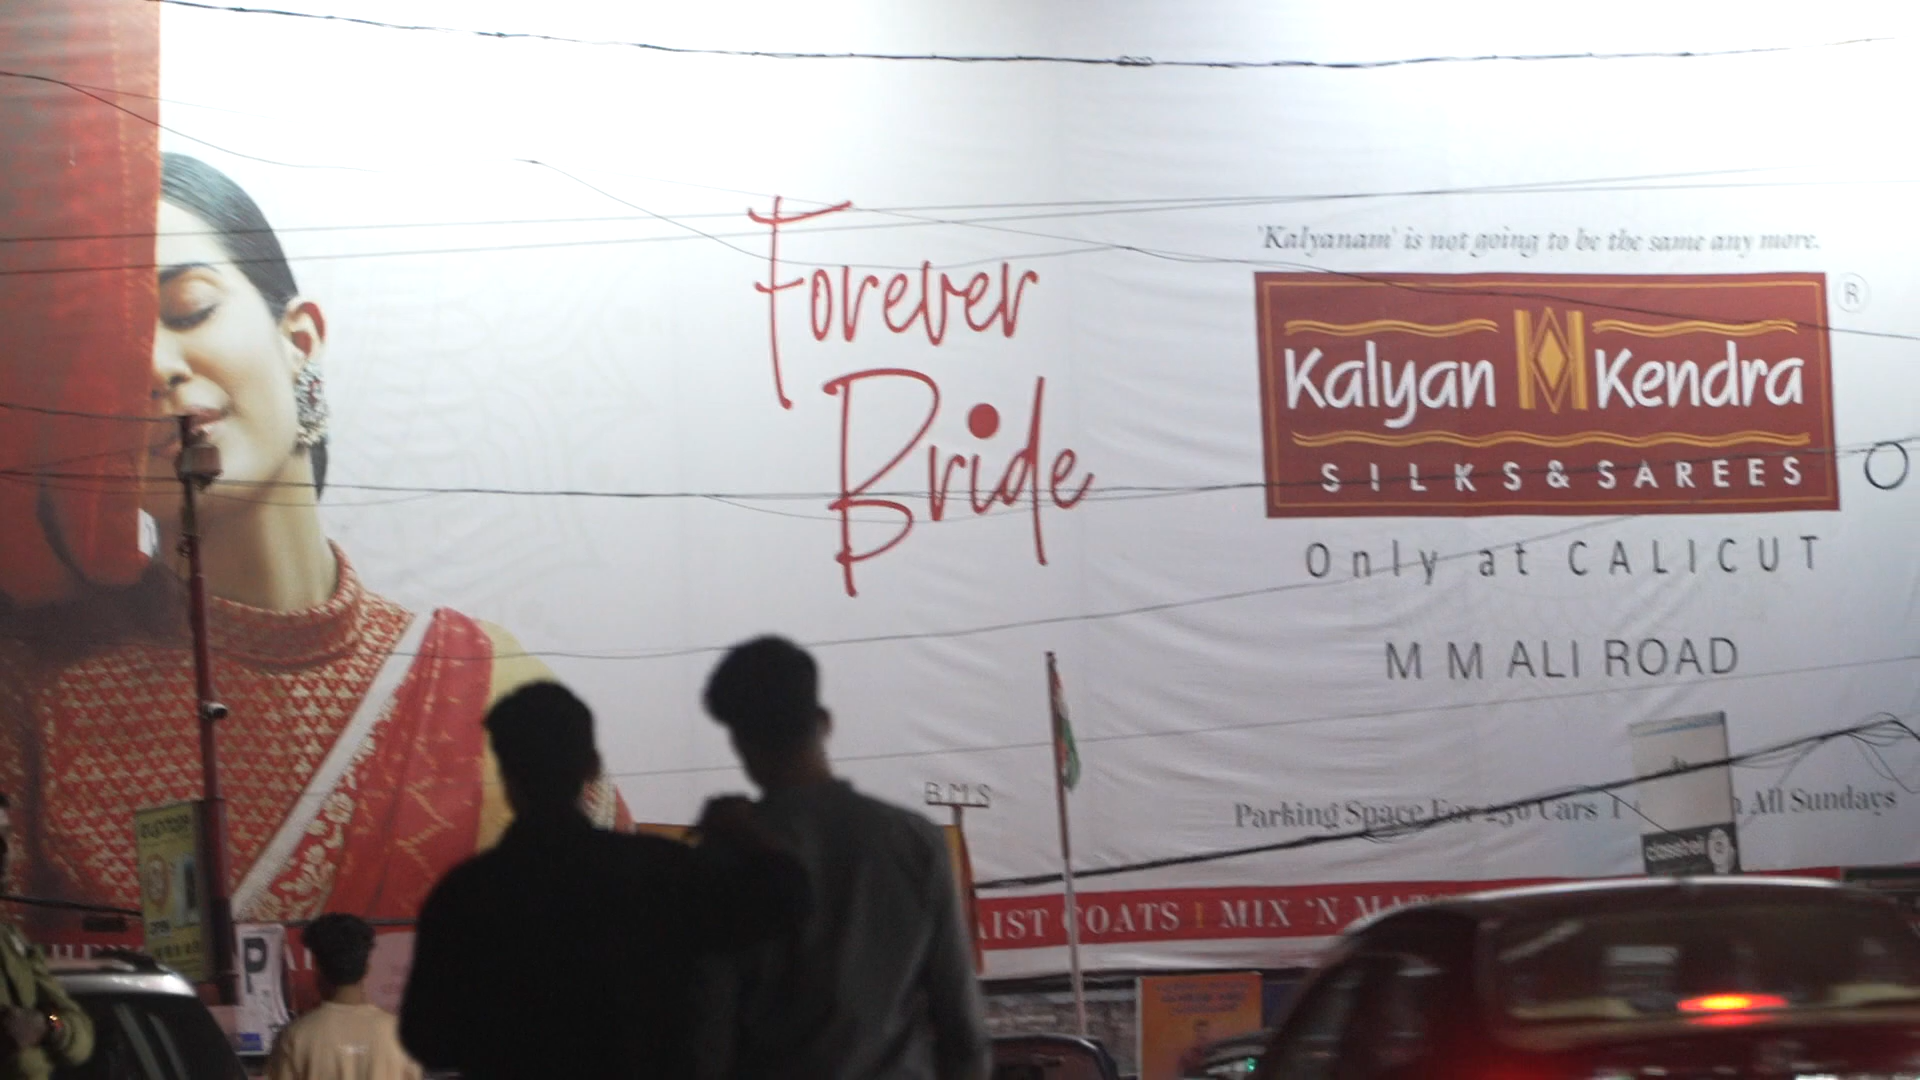 Forever
Bride
'Kalyanam' is not going to be the same any more.
®
Kalyan Kendra
SILKS & SAREES
Only at CALICUT
M M ALI ROAD
Parking Space For 250 Cars
All Sundays
B.M.S
classbell
COATS | MIX 'N
P